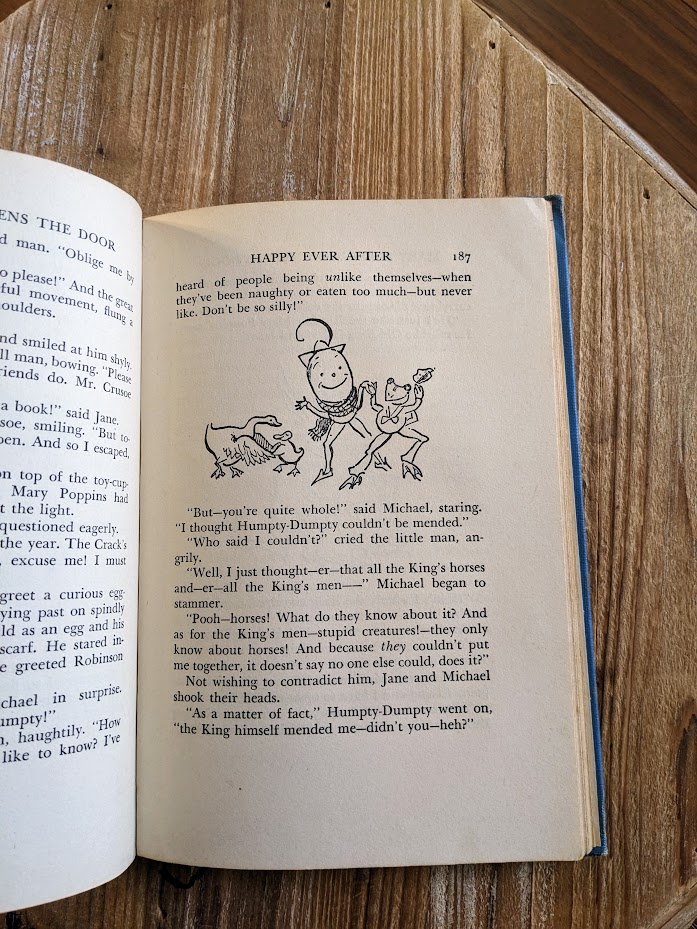 ENS THE DOOR
d man. "Oblige me by
o please!" And the great
ful movement, flung a
houlders.
nd smiled at him shyly.
ll man, bowing. "Please
riends do. Mr. Crusoe
a book!" said Jane.
soe, smiling. "But to-
pen. And so I escaped,
on top of the toy-cup-
Mary Poppins had
t the light.
questioned eagerly.
the year. The Crack's
, excuse me! I must
greet a curious egg-
ying past on spindly
ld as an egg and his
scarf. He stared in-
e greeted Robinson
chael in surprise.
umpty!"
n, haughtily. "How
like to know? I've
HAPPY EVER AFTER 187
heard of people being unlike themselves—when
they've been naughty or eaten too much—but never
like. Don't be so silly!"
"But—you're quite whole!" said Michael, staring.
"I thought Humpty-Dumpty couldn't be mended."
"Who said I couldn't?" cried the little man, an-
grily.
"Well, I just thought—er—that all the King's horses
and—er—all the King's men——" Michael began to
stammer.
"Pooh—horses! What do they know about it? And
as for the King's men—stupid creatures!—they only
know about horses! And because they couldn't put
me together, it doesn't say no one else could, does it?"
Not wishing to contradict him, Jane and Michael
shook their heads.
"As a matter of fact," Humpty-Dumpty went on,
"the King himself mended me—didn't you—heh?"